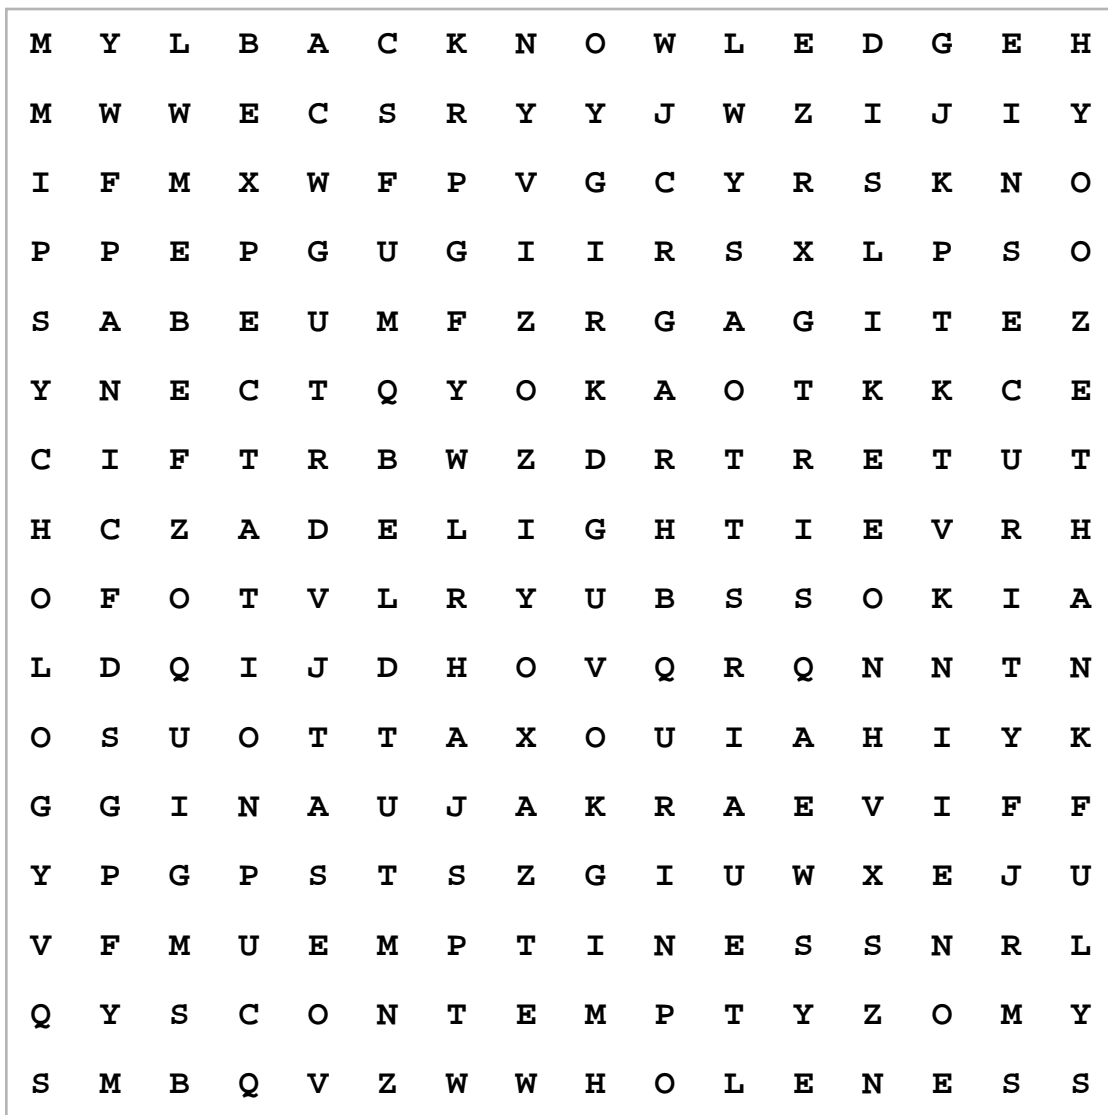 M Y L B A C K N O W L E D G E H
M W W E C S R Y Y J W Z I J I Y
I F M X W F P V G C Y R S K N O
P P E P G U G I I R S X L P S O
S A B E U M F Z R G A G I T E Z
Y N E C T Q Y O K A O T K K C E
C I F T R B W Z D R T R E T U T
H C Z A D E L I G H T I E V R H
O F O T V L R Y U B S S O K I A
L D Q I J D H O V Q R Q N N T N
O S U O T T A X O U I A H I Y K
G G I N A U J A K R A E V I F F
Y P G P S T S Z G I U W X E J U
V F M U E M P T I N E S S N R L
Q Y S C O N T E M P T Y Z O M Y
S M B Q V Z W W H O L E N E S S